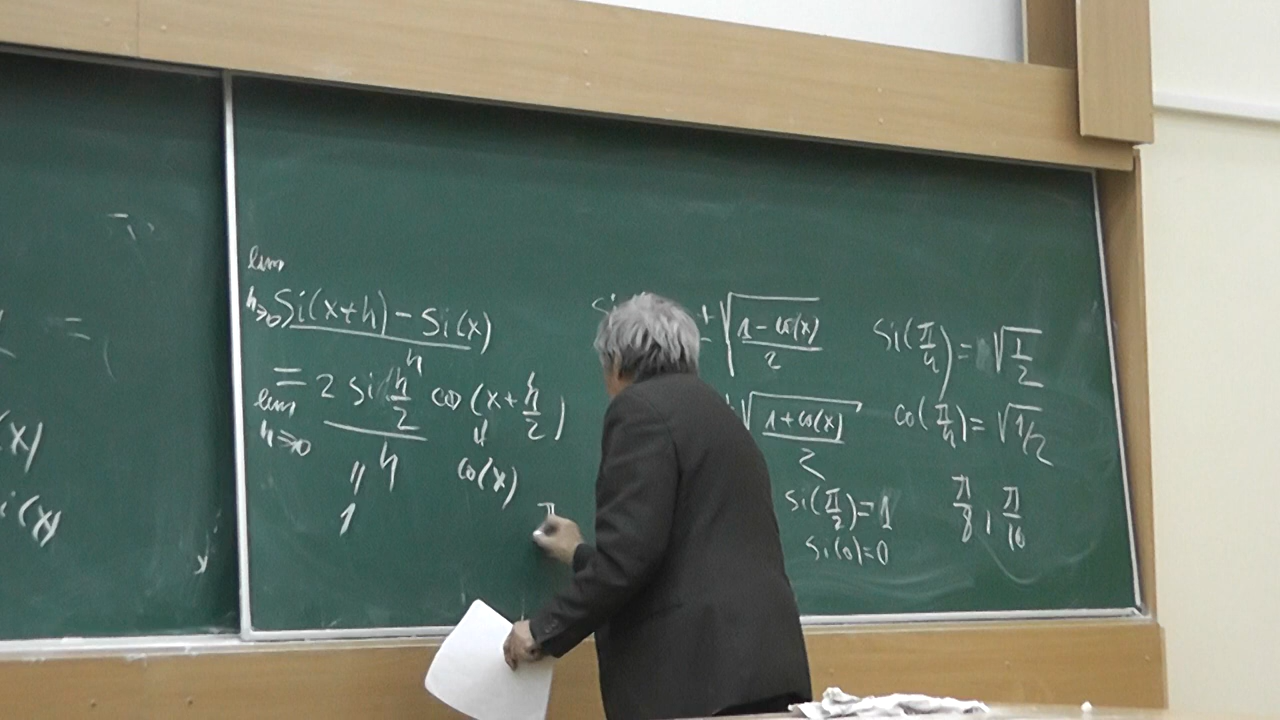 lim
h→0 Si(x+h) - Si(x)
h
= 2 si h/2 co (x+ h/2)
lim
h→0 h
"
1
co(x)
π
√(1-co(x)/2)
√(1+co(x)/2)
Si(π/2)=1
Si(0)=0
Si(π/4)=√(1/2)
co(π/4)=√(1/2)
π/8, π/10
(x)
i(x)
=